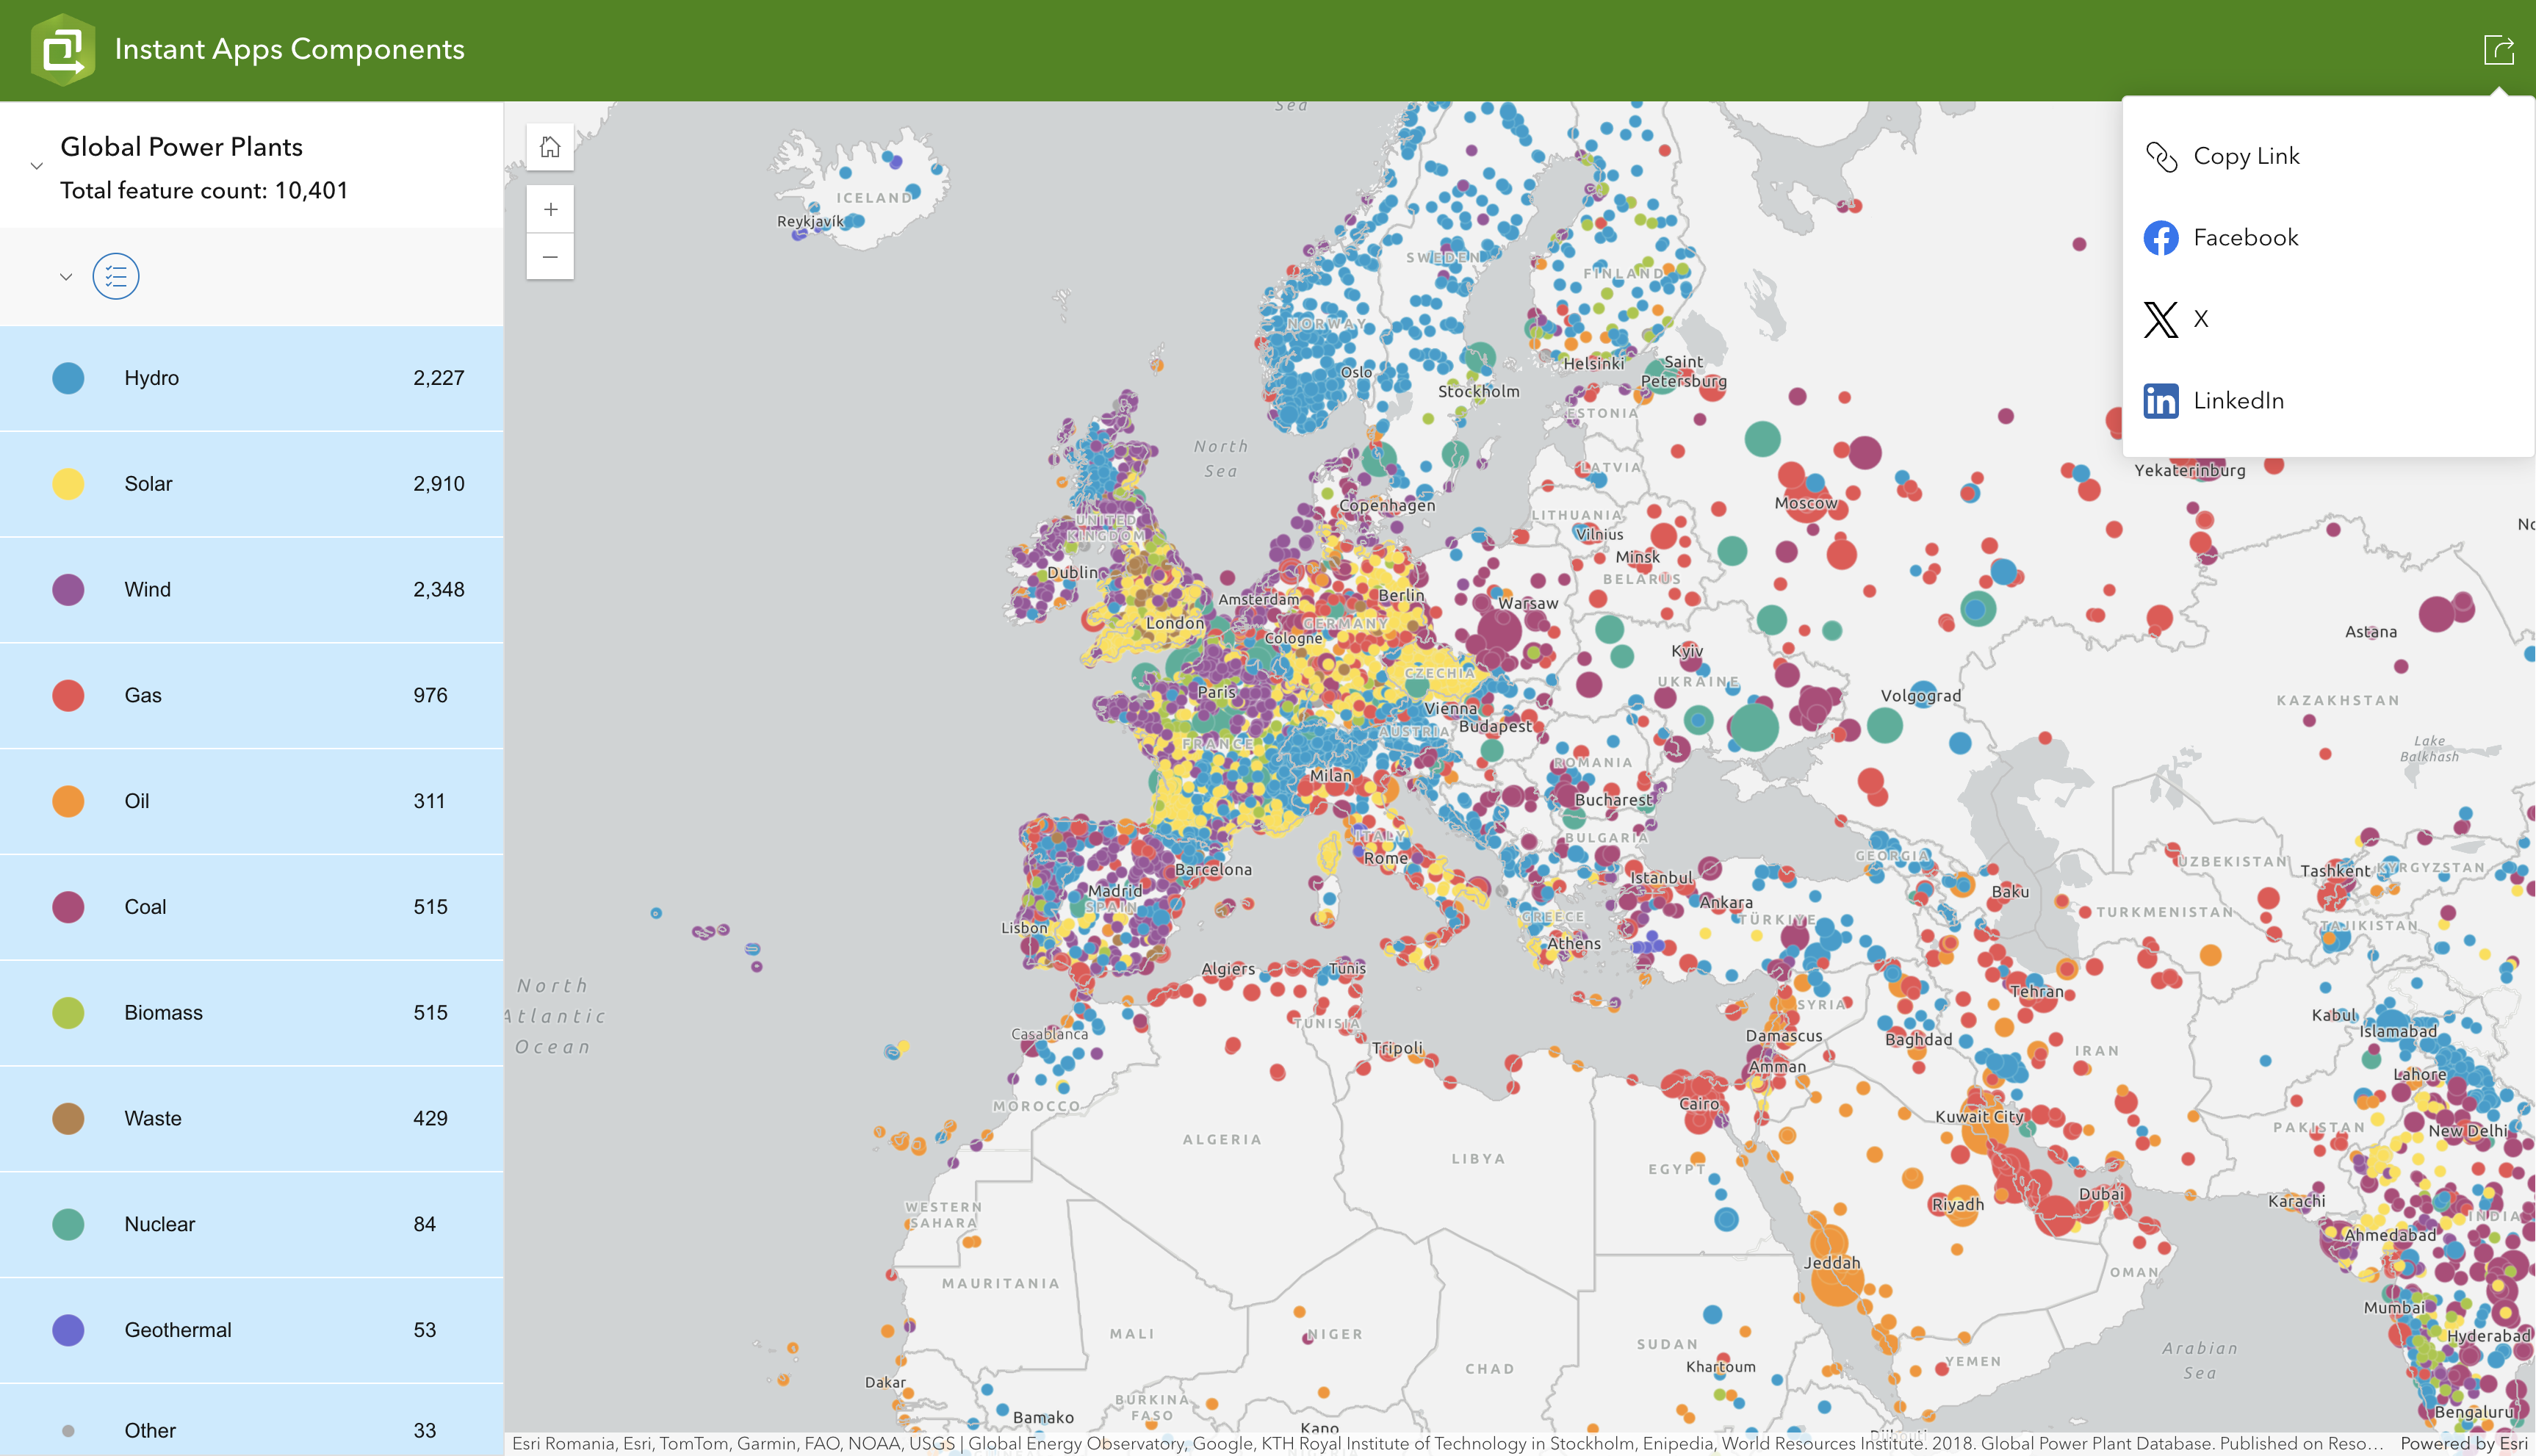 Instant Apps Components
Global Power Plants
Total feature count: 10,401
Hydro 2,227
Solar 2,910
Wind 2,348
Gas 976
Oil 311
Coal 515
Biomass 515
Waste 429
Nuclear 84
Geothermal 53
Other 33
Copy Link
Facebook
X
LinkedIn
Sea
ICELAND
Reykjavík
SWEDEN
FINLAND
NORWAY
Oslo
Helsinki
Saint
Petersburg
Stockholm
ESTONIA
North
Sea
LATVIA
Yekaterinburg
Copenhagen
Moscow
LITHUANIA
UNITED
KINGDOM
Vilnius
Minsk
BELARUS
Dublin
Amsterdam
Berlin
Warsaw
London
GERMANY
Cologne
Astana
Kyiv
CZECHIA
UKRAINE
Paris
Volgograd
KAZAKHSTAN
Vienna
Budapest
AUSTRIA
FRANCE
Lake
Balkhash
ROMANIA
Milan
Bucharest
ITALY
BULGARIA
Rome
GEORGIA
UZBEKISTAN
Barcelona
Istanbul
Tashkent
KYRGYZSTAN
Madrid
SPAIN
Ankara
Baku
TURKMENISTAN
GREECE
TÜRKİYE
Lisbon
TAJIKISTAN
Athens
Algiers
Tunis
North
Atlantic
Ocean
Tehran
SYRIA
Kabul
TUNISIA
Islamabad
Casablanca
Damascus
Baghdad
Tripoli
IRAN
Amman
Lahore
MOROCCO
Cairo
Kuwait City
PAKISTAN
New Delhi
ALGERIA
LIBYA
EGYPT
Dubai
Karachi
Riyadh
WESTERN
SAHARA
INDIA
Ahmedabad
Jeddah
OMAN
MAURITANIA
Mumbai
MALI
NIGER
SUDAN
Hyderabad
Arabian
Sea
YEMEN
Khartoum
CHAD
Dakar
BURKINA
FASO
Bengaluru
Bamako
Kano
Esri Romania, Esri, TomTom, Garmin, FAO, NOAA, USGS | Global Energy Observatory, Google, KTH Royal Institute of Technology in Stockholm, Enipedia, World Resources Institute. 2018. Global Power Plant Database. Published on Reso… Powered by Esri